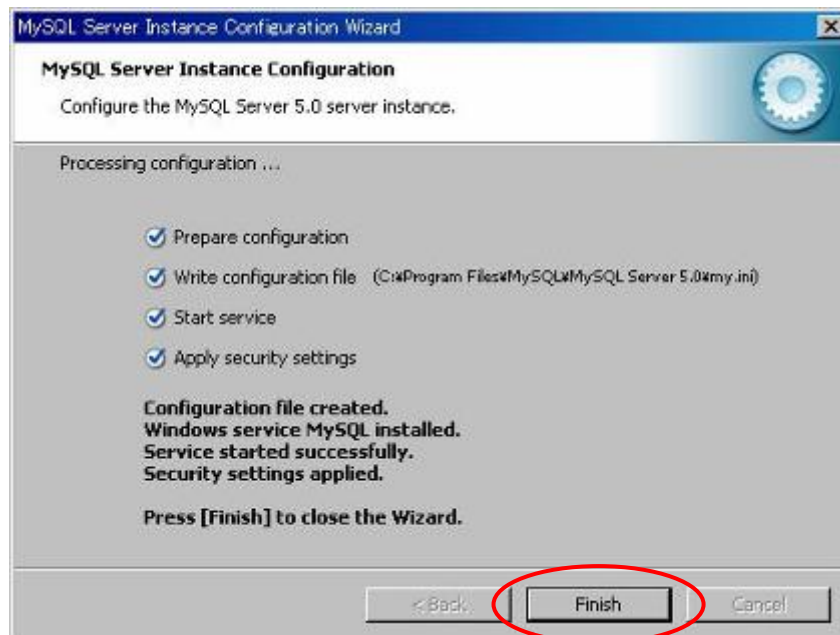 MySQL Server Instance Configuration Wizard
MySQL Server Instance Configuration
Configure the MySQL Server 5.0 server instance.
Processing configuration ...
Prepare configuration
Write configuration file (C:¥Program Files¥MySQL¥MySQL Server 5.0¥my.ini)
Start service
Apply security settings
Configuration file created.
Windows service MySQL installed.
Service started successfully.
Security settings applied.
Press [Finish] to close the Wizard.
< Back Finish Cancel